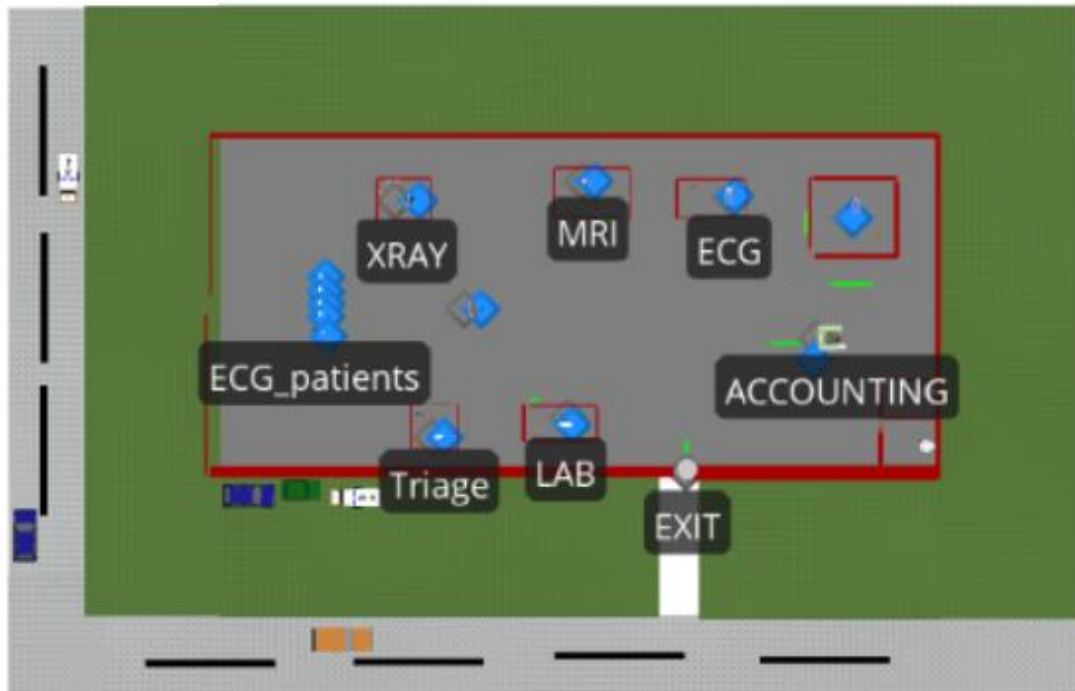 XRAY
MRI
ECG
ECG_patients
ACCOUNTING
Triage
LAB
EXIT